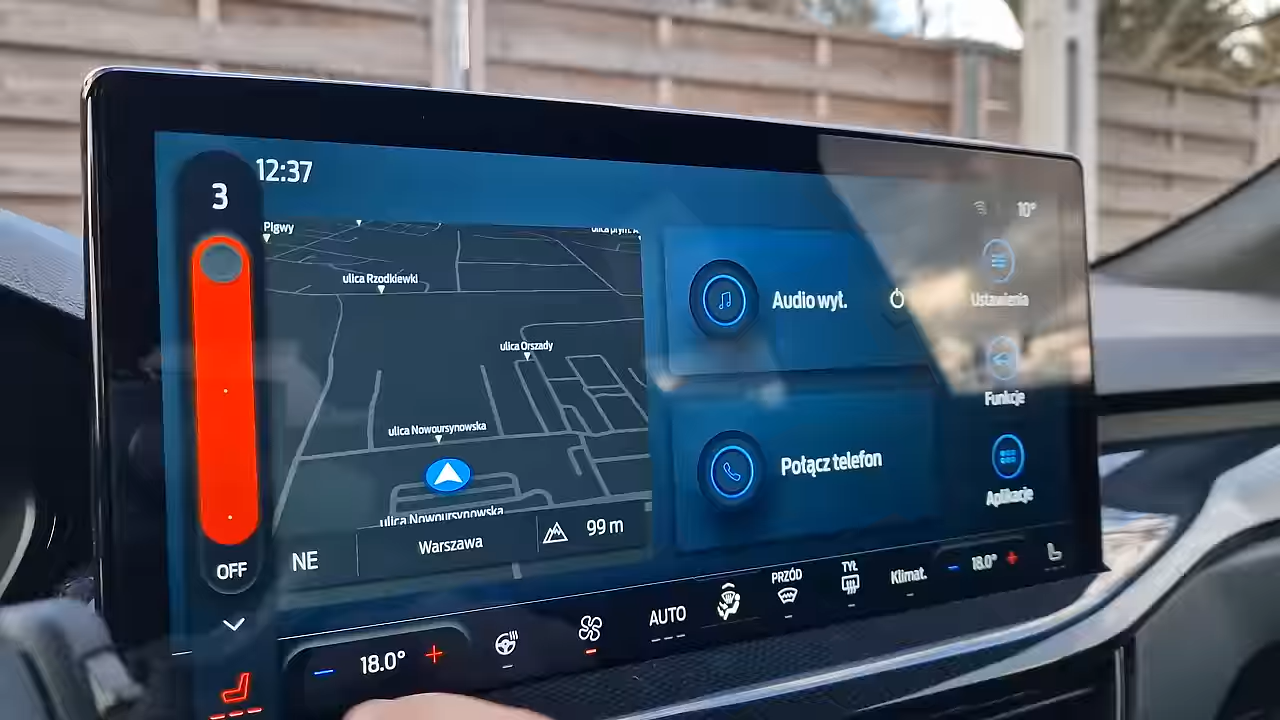 12:37
3
10°
Pigwy
ulica Rzodkiewki
ulica Orszady
ulica Nowoursynowska
ulica Nowoursynowska
NE
Warszawa
99 m
Audio wył.
Połącz telefon
Ustawienia
Funkcje
Aplikacje
OFF
18.0°
AUTO
PRZÓD
TYŁ
Klimat.
18.0°